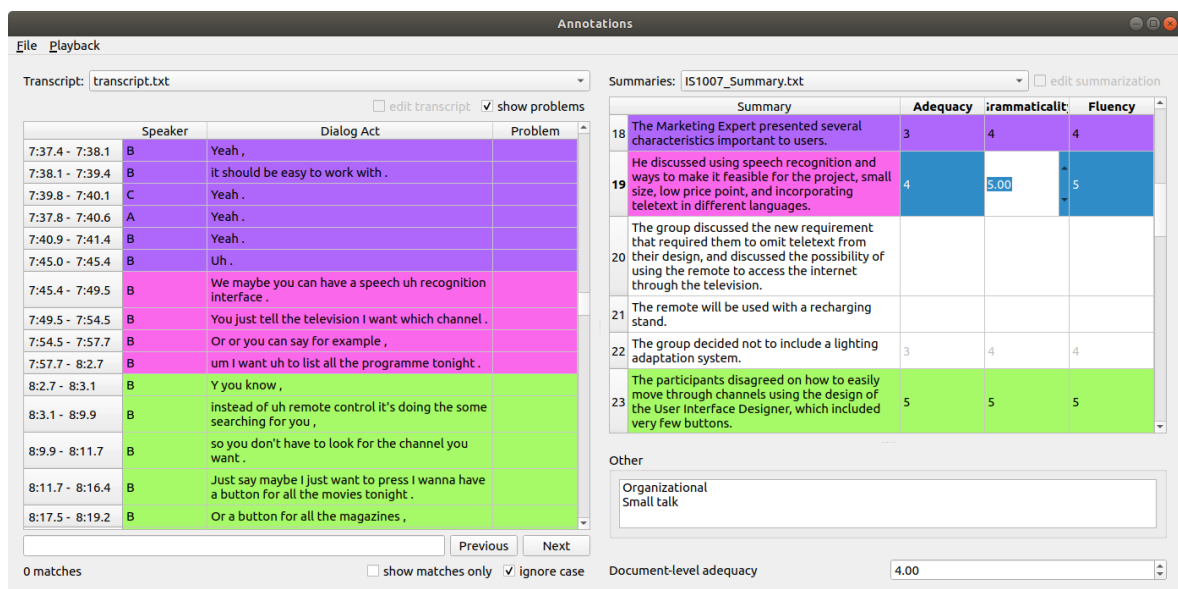 Annotations
File Playback
Transcript: transcript.txt
edit transcript show problems
Speaker Dialog Act Problem
7:37.4 - 7:38.1 B Yeah ,
7:38.1 - 7:39.4 B it should be easy to work with .
7:39.8 - 7:40.1 C Yeah .
7:37.8 - 7:40.6 A Yeah .
7:40.9 - 7:41.4 B Yeah .
7:45.0 - 7:45.4 B Uh .
7:45.4 - 7:49.5 B We maybe you can have a speech uh recognition
interface .
7:49.5 - 7:54.5 B You just tell the television I want which channel .
7:54.5 - 7:57.7 B Or or you can say for example ,
7:57.7 - 8:2.7 B um I want uh to list all the programme tonight .
8:2.7 - 8:3.1 B Y you know ,
8:3.1 - 8:9.9 B instead of uh remote control it's doing the some
searching for you ,
8:9.9 - 8:11.7 B so you don't have to look for the channel you
want .
8:11.7 - 8:16.4 B Just say maybe I just want to press I wanna have
a button for all the movies tonight .
8:17.5 - 8:19.2 B Or a button for all the magazines ,
Previous Next
0 matches show matches only ignore case
Summaries: IS1007_Summary.txt edit summarization
Summary Adequacy Grammaticality Fluency
18 The Marketing Expert presented several
characteristics important to users. 3 4 4
19 He discussed using speech recognition and
ways to make it feasible for the project, small
size, low price point, and incorporating
teletext in different languages. 4 5.00 5
20 The group discussed the new requirement
that required them to omit teletext from
their design, and discussed the possibility of
using the remote to access the internet
through the television.
21 The remote will be used with a recharging
stand.
22 The group decided not to include a lighting
adaptation system. 3 4 4
23 The participants disagreed on how to easily
move through channels using the design of
the User Interface Designer, which included
very few buttons. 5 5 5
Other
Organizational
Small talk
Document-level adequacy 4.00